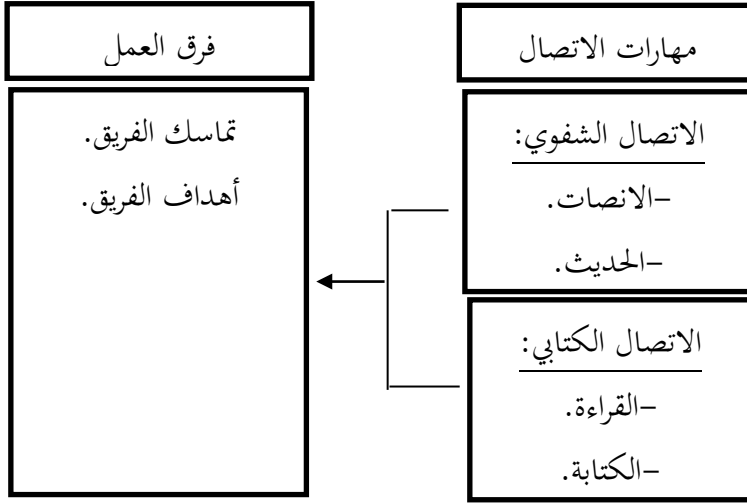 مهارات الاتصال
الاتصال الشفوي:
-الانصات.
-الحديث.
الاتصال الكتابي:
-القراءة.
-الكتابة.
فرق العمل
تماسك الفريق.
أهداف الفريق.